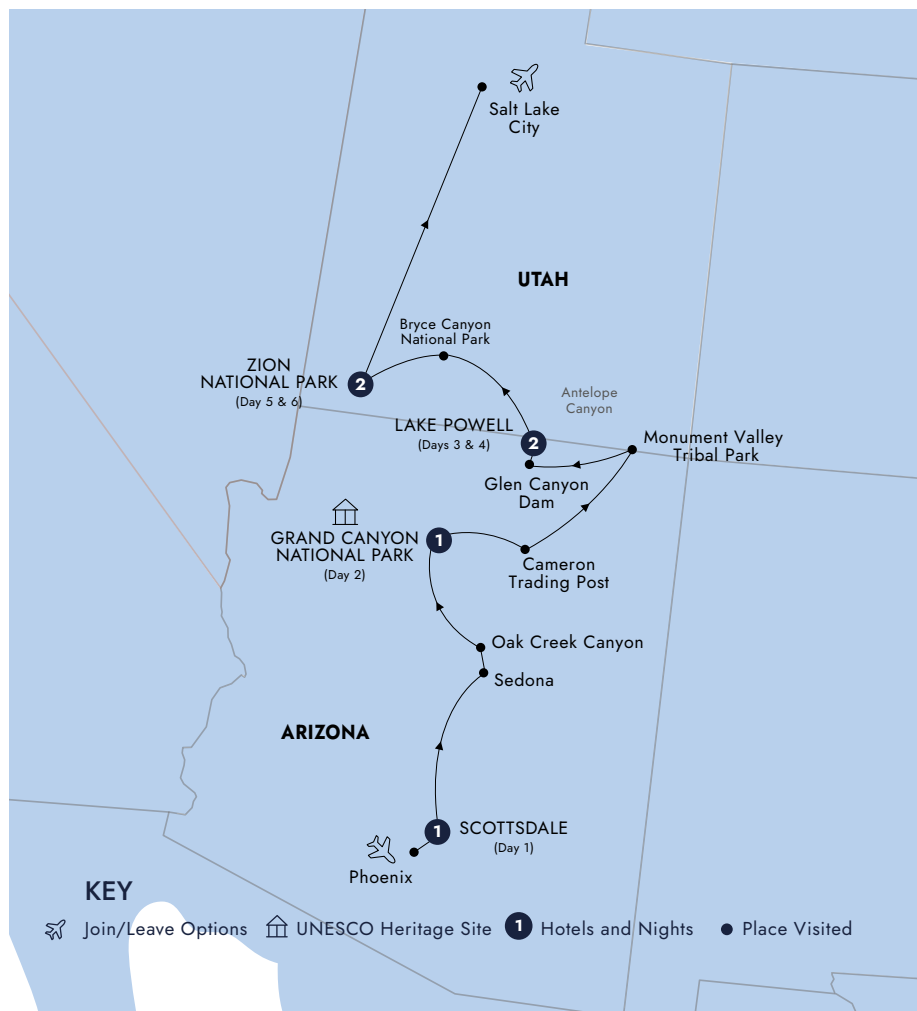 Salt Lake
City
UTAH
Bryce Canyon
National Park
ZION
NATIONAL PARK
(Day 5 & 6)
2
Antelope
Canyon
LAKE POWELL
(Days 3 & 4)
2
Monument Valley
Tribal Park
Glen Canyon
Dam
GRAND CANYON
NATIONAL PARK
(Day 2)
1
Cameron
Trading Post
Oak Creek Canyon
Sedona
ARIZONA
1
SCOTTSDALE
(Day 1)
Phoenix
KEY
Join/Leave Options
UNESCO Heritage Site
1
Hotels and Nights
Place Visited